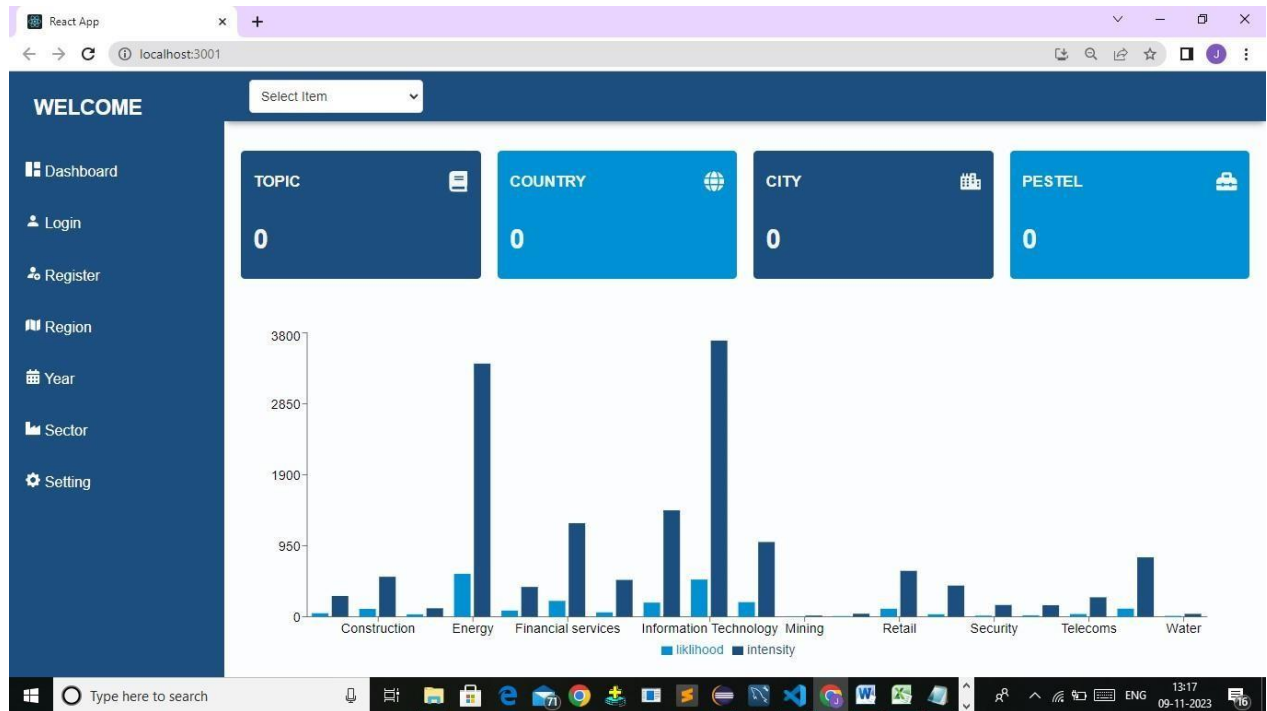 React App
localhost:3001
J
WELCOME
Select Item
Dashboard
Login
Register
Region
Year
Sector
Setting
TOPIC
0
COUNTRY
0
CITY
0
PESTEL
0
3800
2850
1900
950
0
Construction Energy Financial services Information Technology Mining Retail Security Telecoms Water
liklihood intensity
Type here to search
71
J
ENG
13:17
09-11-2023
16